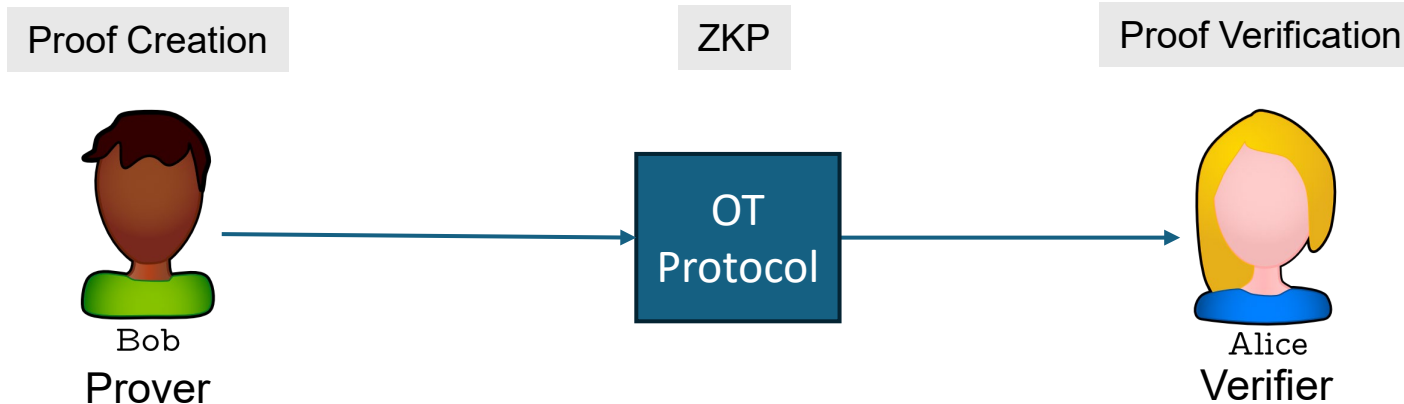 Proof Creation
ZKP
Proof Verification
OT
Protocol
Bob
Prover
Alice
Verifier